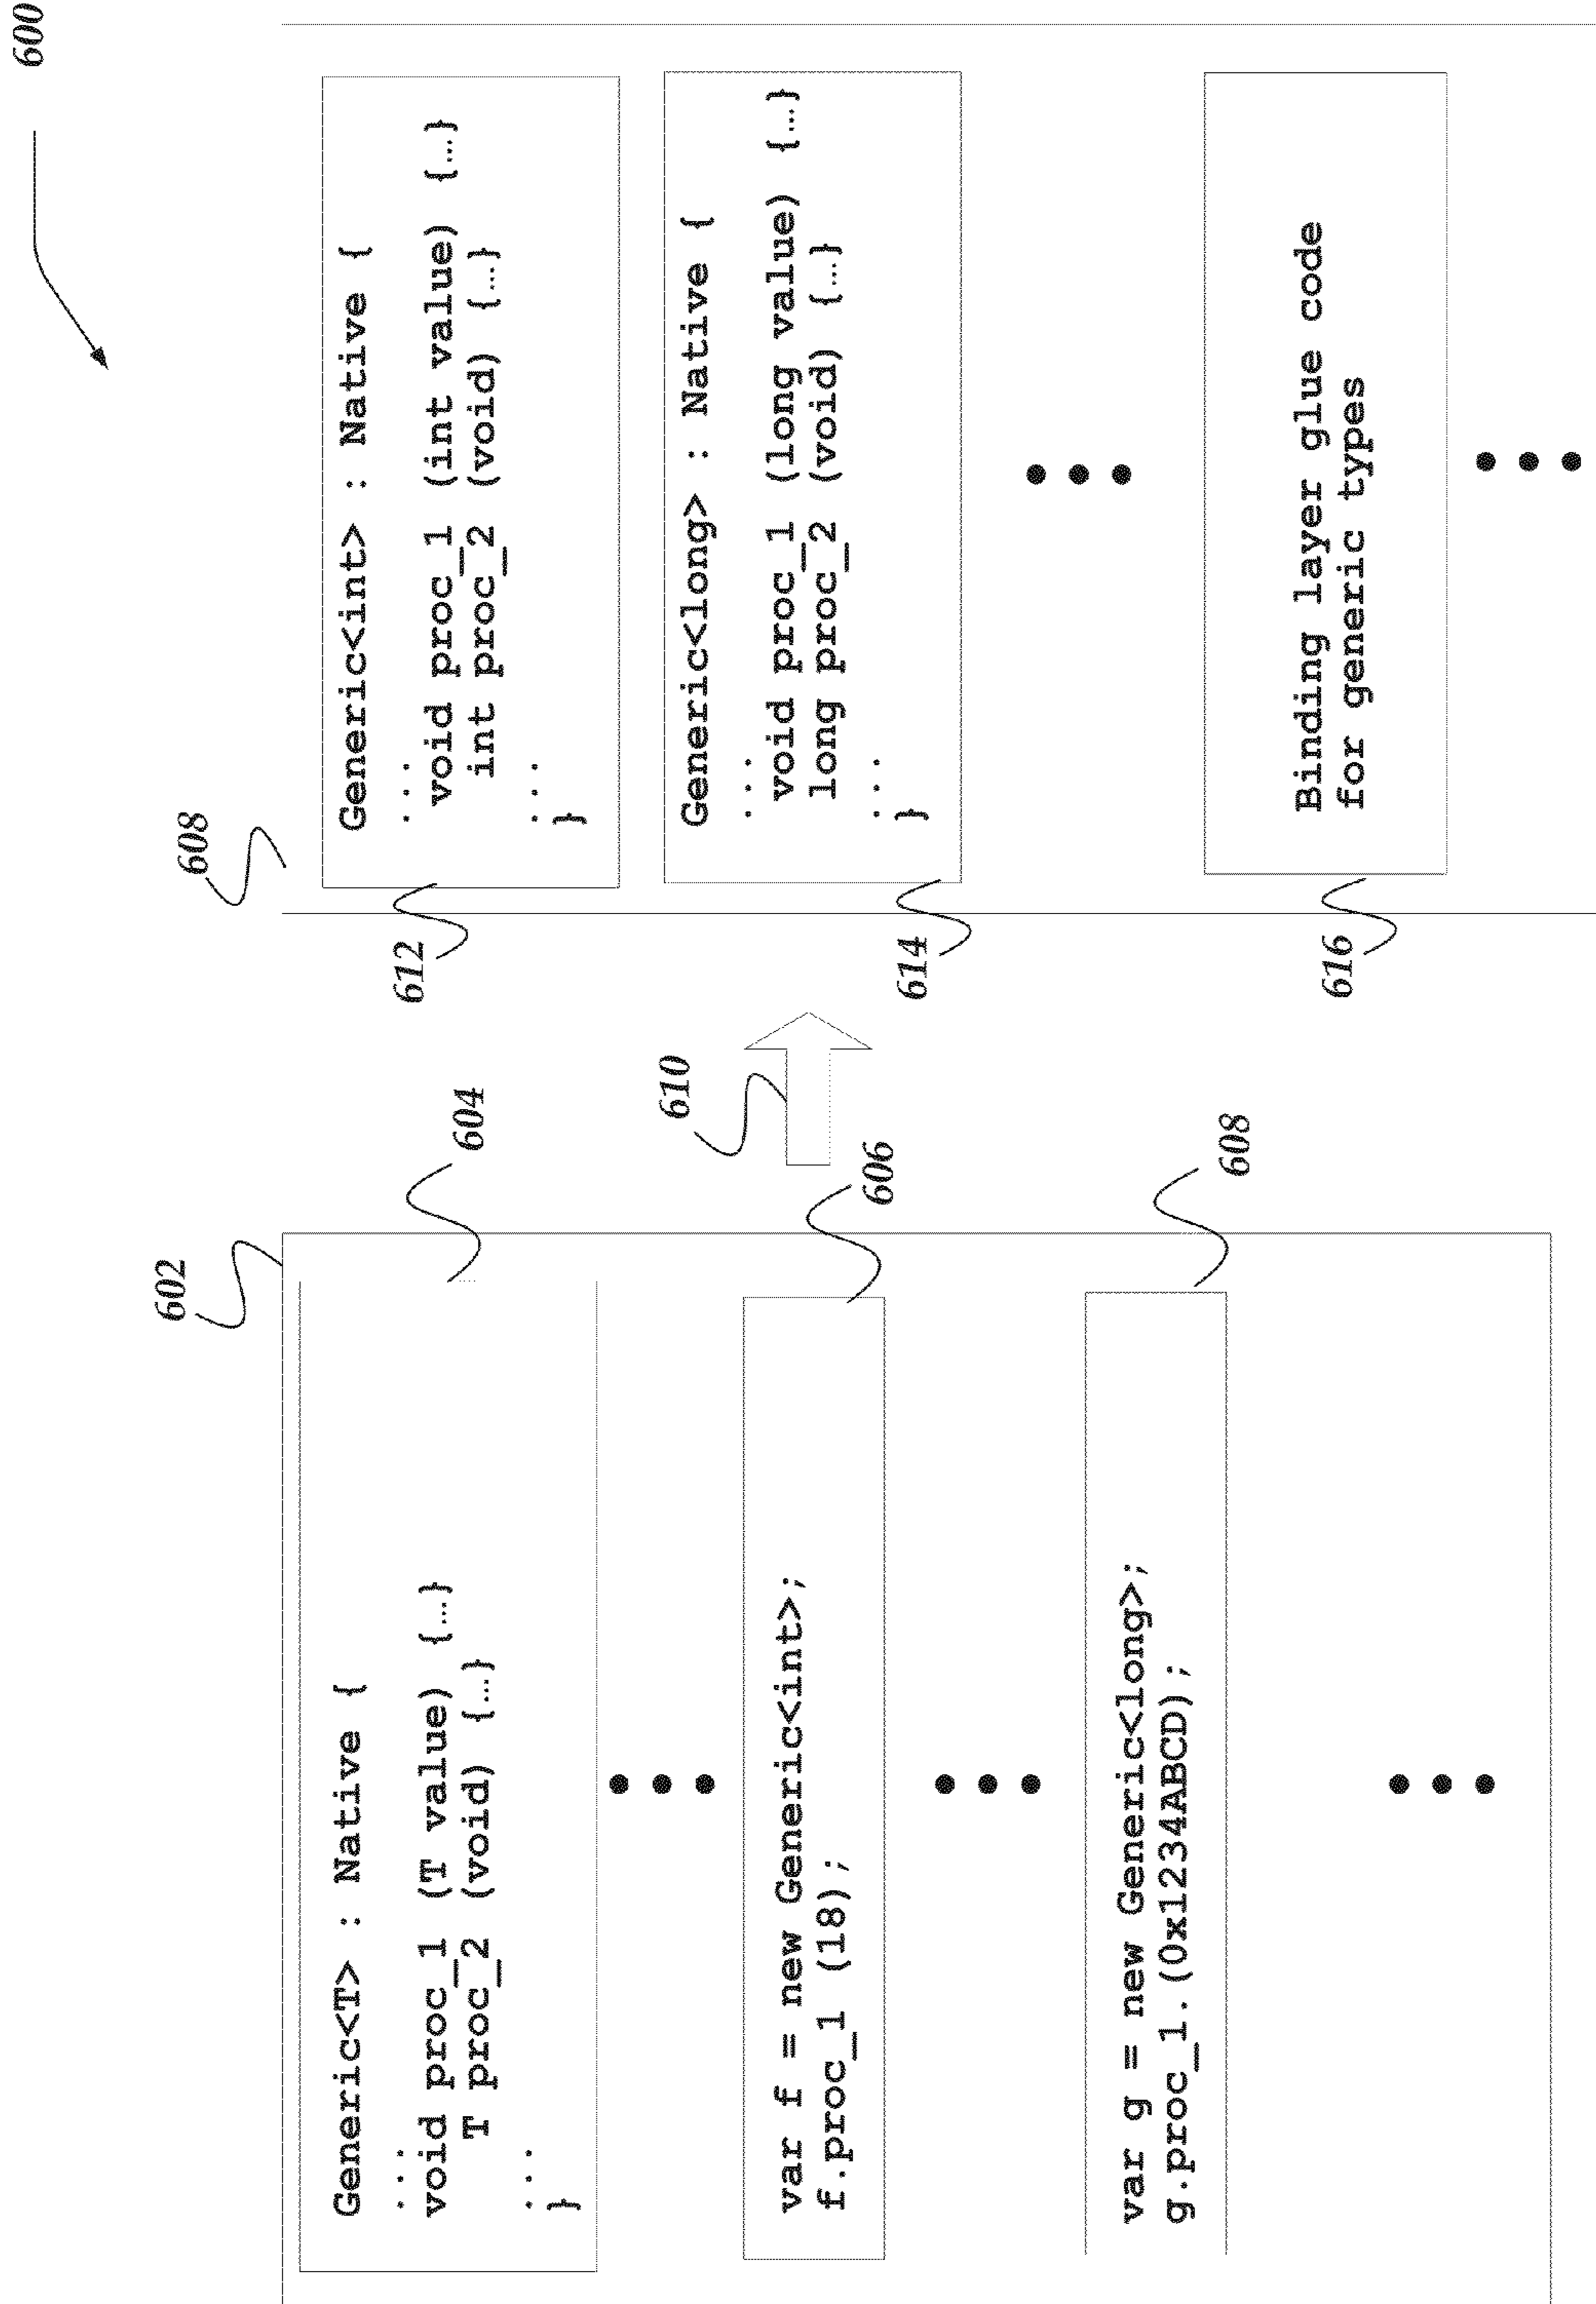 600
602
604
Generic<T> : Native {
...
void proc_1 (T value) {...}
T proc_2 (void) {...}
...
}
606
var f = new Generic<int>;
f.proc_1 (18);
608
var g = new Generic<long>;
g.proc_1.(0x1234ABCD);
610
608
612
Generic<int> : Native {
...
void proc_1 (int value) {...}
int proc_2 (void) {...}
...
}
614
Generic<long> : Native {
...
void proc_1 (long value) {...}
long proc_2 (void) {...}
...
}
616
Binding layer glue code
for generic types